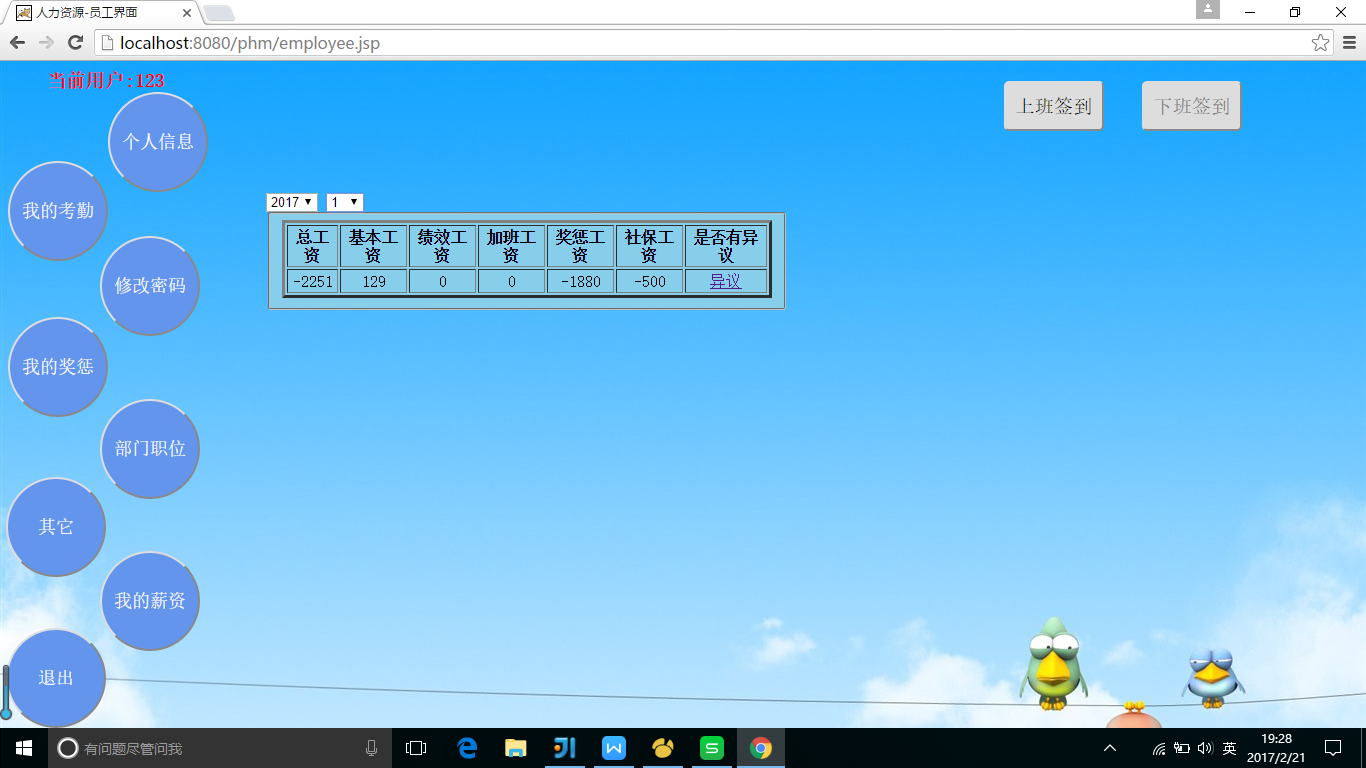 人力资源-员工界面
localhost:8080/phm/employee.jsp
当前用户:123
上班签到 下班签到
个人信息
我的考勤
修改密码
我的奖惩
部门职位
其它
我的薪资
退出
2017 1
总工资 基本工资 绩效工资 加班工资 奖惩工资 社保工资 是否有异议
-2251 129 0 0 -1880 -500 异议
有问题尽管问我
英
19:28
2017/2/21